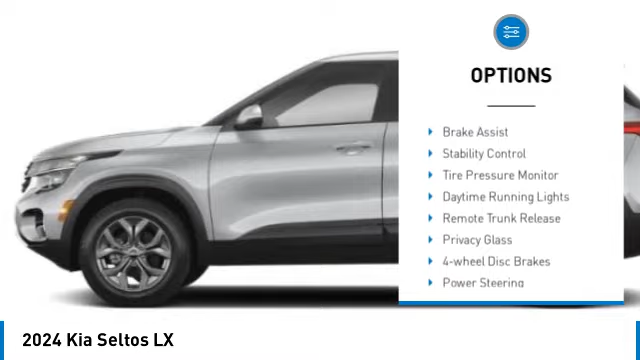 OPTIONS
Brake Assist
Stability Control
Tire Pressure Monitor
Daytime Running Lights
Remote Trunk Release
Privacy Glass
4-wheel Disc Brakes
Power Steering
2024 Kia Seltos LX